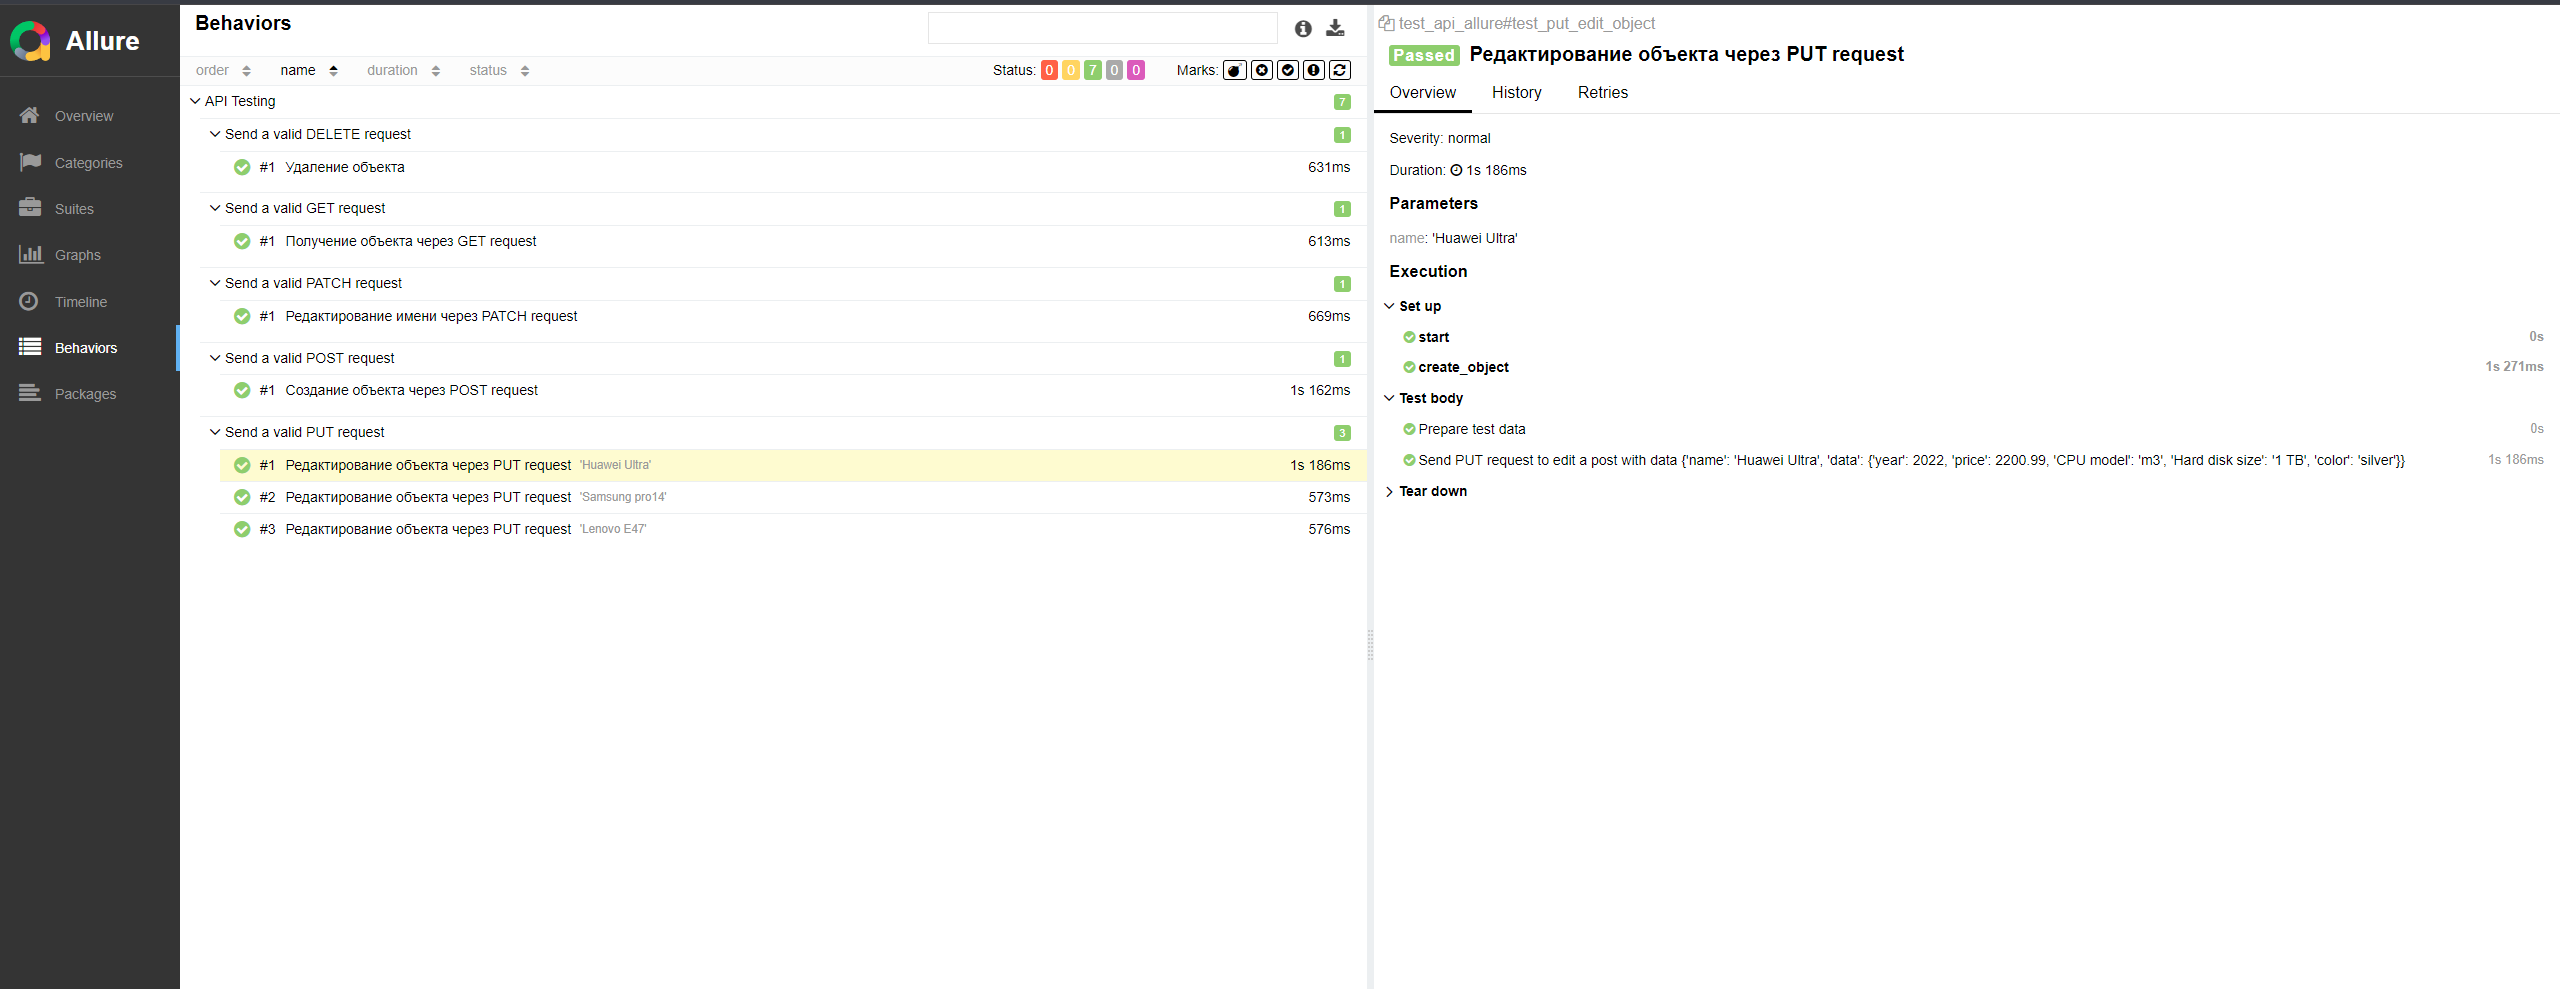 Allure
Overview
Categories
Suites
Graphs
Timeline
Behaviors
Packages
Behaviors
order name duration status Status: 0 0 7 0 0 Marks:
API Testing 7
Send a valid DELETE request 1
#1 Удаление объекта 631ms
Send a valid GET request 1
#1 Получение объекта через GET request 613ms
Send a valid PATCH request 1
#1 Редактирование имени через PATCH request 669ms
Send a valid POST request 1
#1 Создание объекта через POST request 1s 162ms
Send a valid PUT request 3
#1 Редактирование объекта через PUT request 'Huawei Ultra' 1s 186ms
#2 Редактирование объекта через PUT request 'Samsung pro14' 573ms
#3 Редактирование объекта через PUT request 'Lenovo E47' 576ms
test_api_allure#test_put_edit_object
Passed Редактирование объекта через PUT request
Overview History Retries
Severity: normal
Duration: 1s 186ms
Parameters
name: 'Huawei Ultra'
Execution
Set up
start 0s
create_object 1s 271ms
Test body
Prepare test data 0s
Send PUT request to edit a post with data {'name': 'Huawei Ultra', 'data': {'year': 2022, 'price': 2200.99, 'CPU model': 'm3', 'Hard disk size': '1 TB', 'color': 'silver'}} 1s 186ms
Tear down